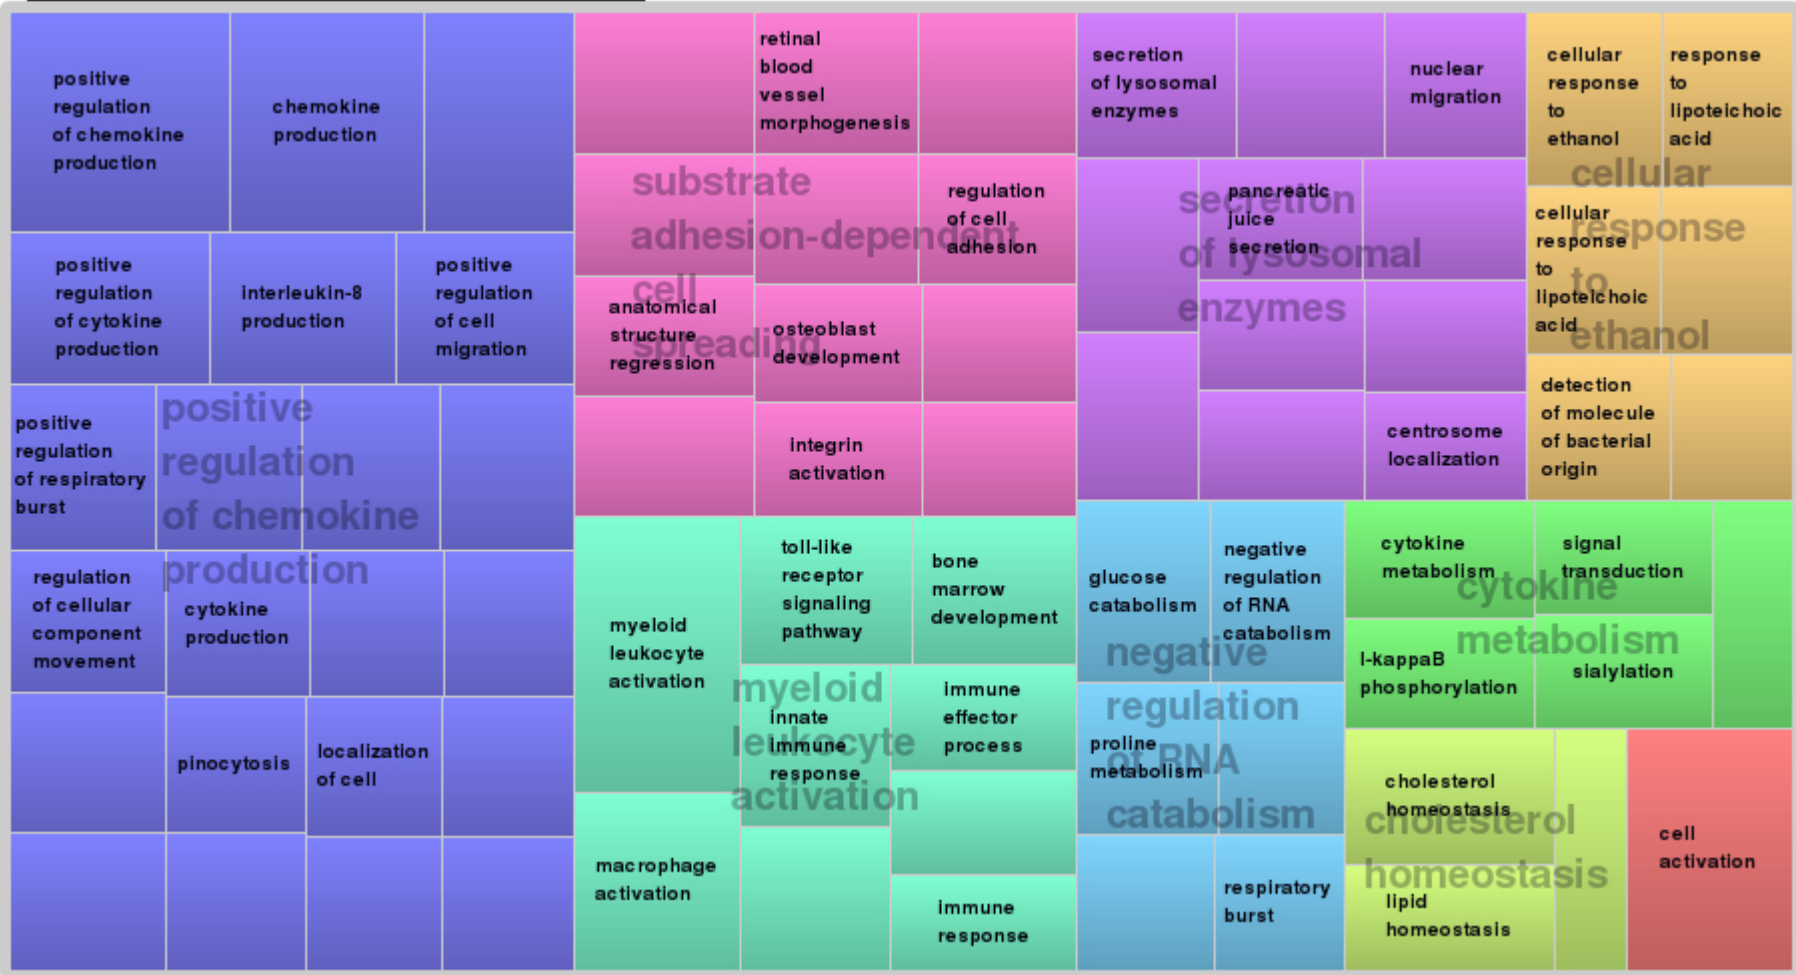 positive
regulation
of chemokine
production
chemokine
production
positive
regulation
of cytokine
production
interleukin-8
production
positive
regulation
of cell
migration
positive
regulation
of respiratory
burst
positive
regulation
of chemokine
production
regulation
of cellular
component
movement
cytokine
production
pinocytosis
localization
of cell
retinal
blood
vessel
morphogenesis
substrate
adhesion-dependent
cell
spreading
regulation
of cell
adhesion
anatomical
structure
regression
osteoblast
development
integrin
activation
myeloid
leukocyte
activation
toll-like
receptor
signaling
pathway
bone
marrow
development
myeloid
leukocyte
activation
innate
immune
response
immune
effector
process
macrophage
activation
immune
response
secretion
of lysosomal
enzymes
nuclear
migration
secretion
of lysosomal
enzymes
pancreatic
juice
secretion
centrosome
localization
cellular
response
to
ethanol
response
to
lipoteichoic
acid
cellular
response
to
ethanol
cellular
response
to
lipoteichoic
acid
detection
of molecule
of bacterial
origin
glucose
catabolism
negative
regulation
of RNA
catabolism
negative
regulation
of RNA
catabolism
proline
metabolism
respiratory
burst
cytokine
metabolism
signal
transduction
cytokine
metabolism
I-kappaB
phosphorylation
sialylation
cholesterol
homeostasis
cholesterol
homeostasis
lipid
homeostasis
cell
activation